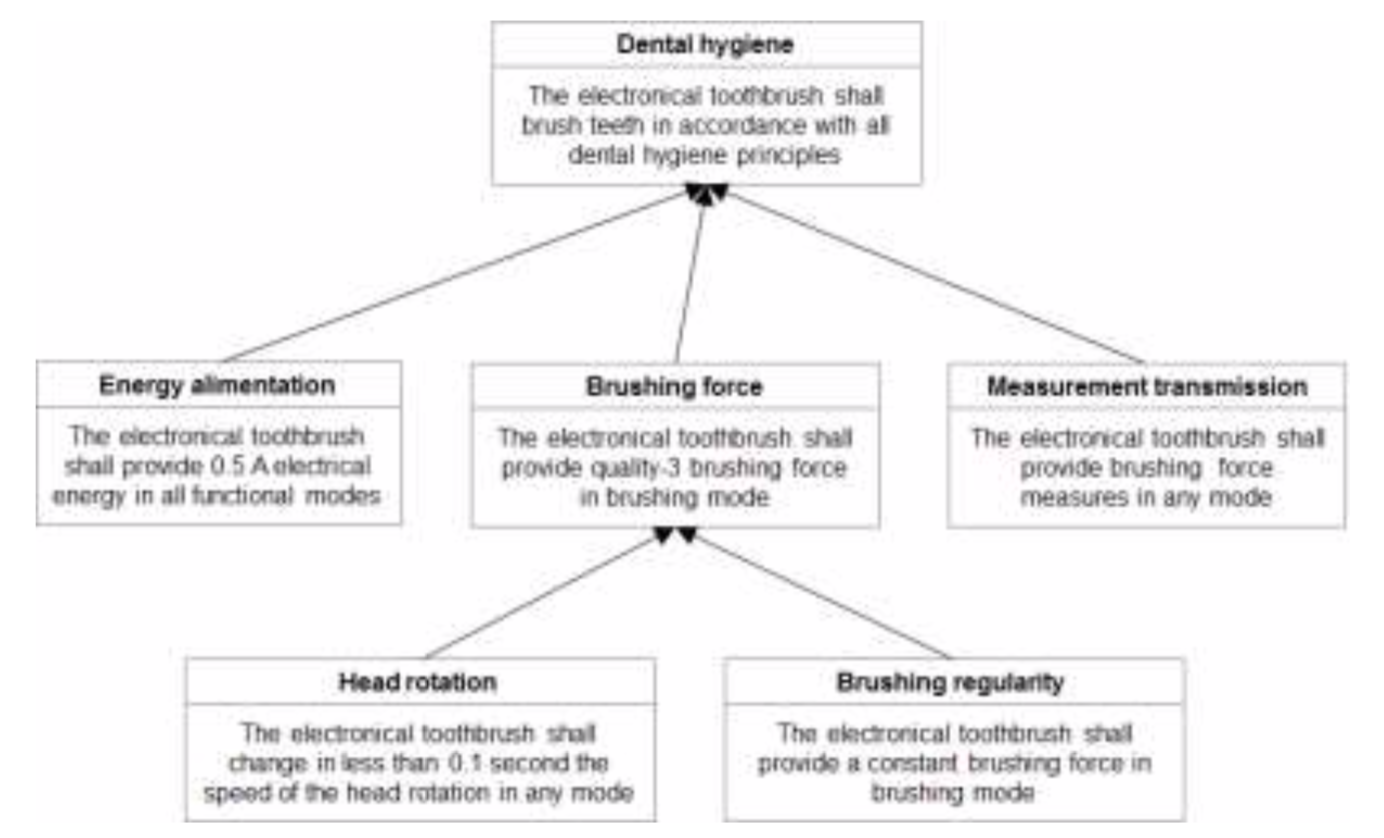 Dental hygiene
The electronical toothbrush shall
brush teeth in accordance with all
dental hygiene principles
Energy alimentation
The electronical toothbrush
shall provide 0.5 A electrical
energy in all functional modes
Brushing force
The electronical toothbrush shall
provide quality-3 brushing force
in brushing mode
Measurement transmission
The electronical toothbrush shall
provide brushing force
measures in any mode
Head rotation
The electronical toothbrush shall
change in less than 0.1 second the
speed of the head rotation in any mode
Brushing regularity
The electronical toothbrush shall
provide a constant brushing force in
brushing mode